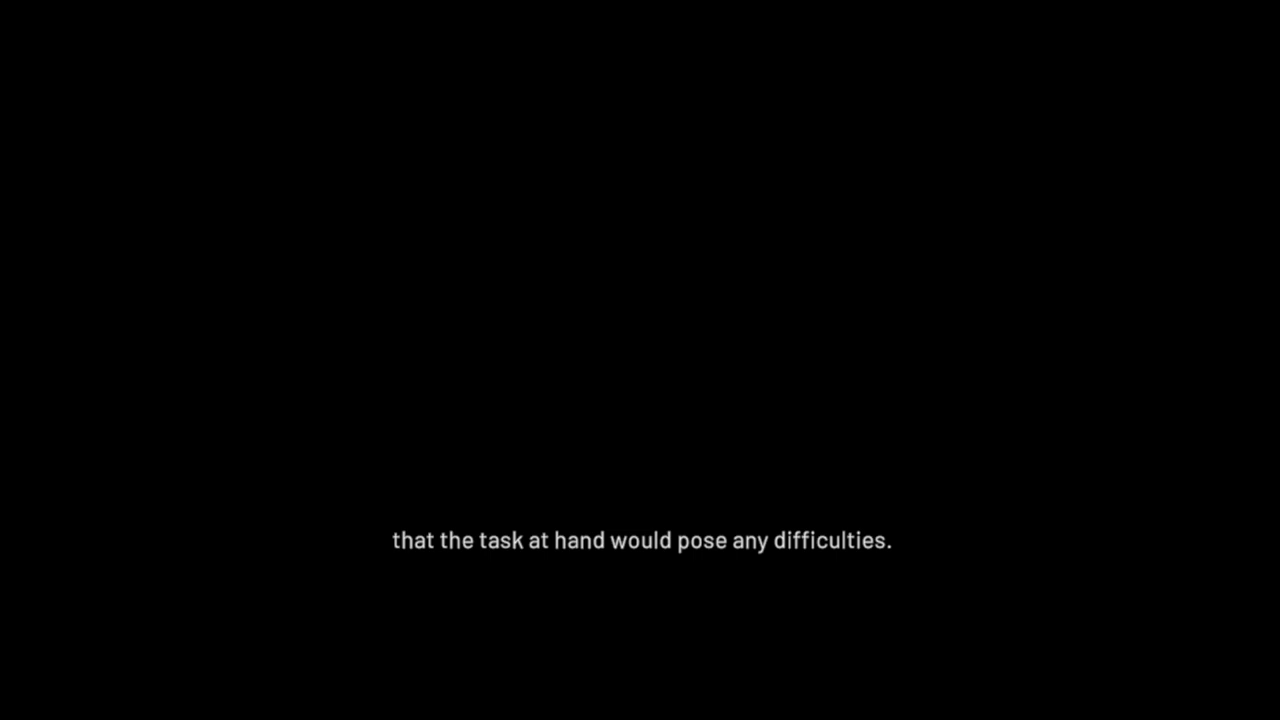 that the task at hand would pose any difficulties.